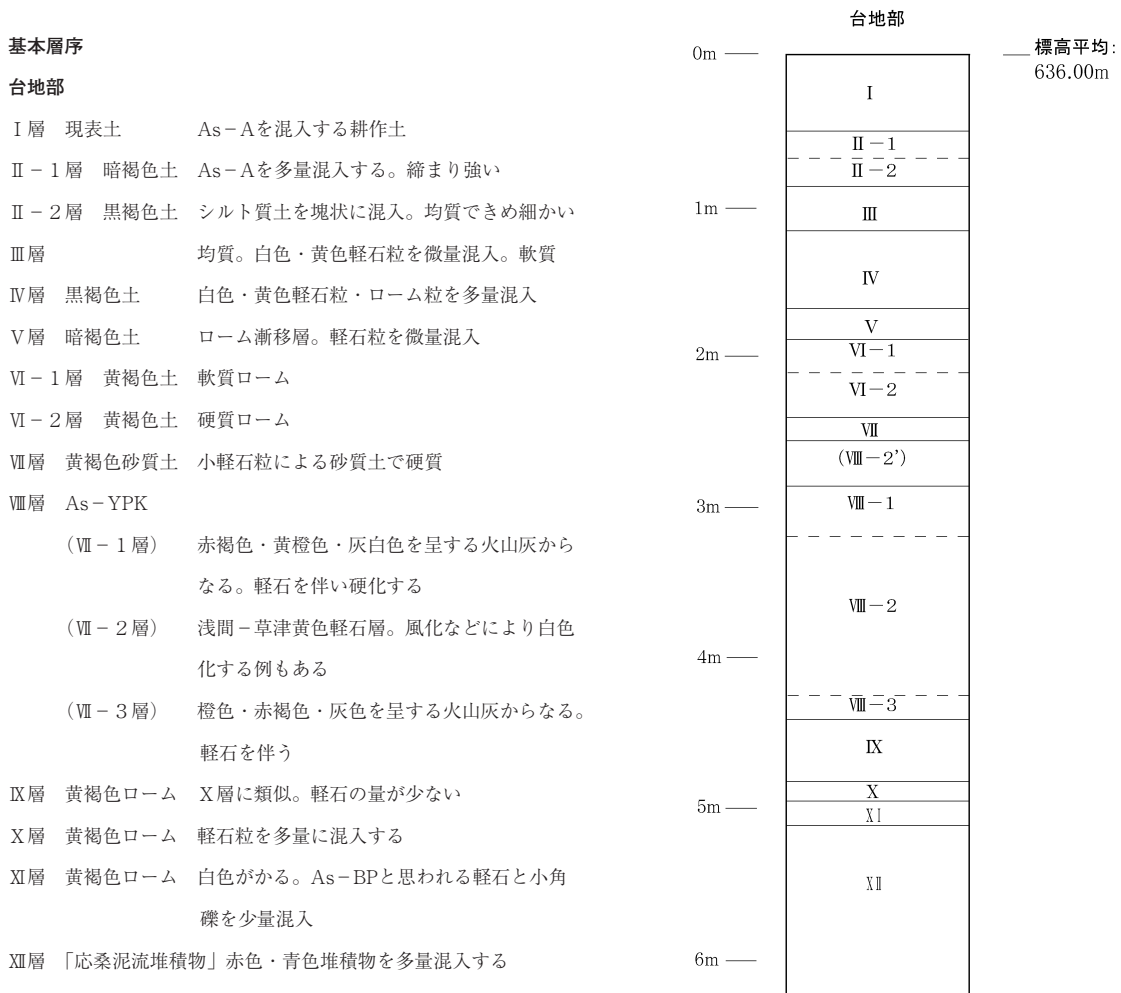 基本層序
台地部
Ⅰ層 現表土 As−Aを混入する耕作土
Ⅱ−1層 暗褐色土 As−Aを多量混入する。締まり強い
Ⅱ−2層 黒褐色土 シルト質土を塊状に混入。均質できめ細かい
Ⅲ層 均質。白色・黄色軽石粒を微量混入。軟質
Ⅳ層 黒褐色土 白色・黄色軽石粒・ローム粒を多量混入
Ⅴ層 暗褐色土 ローム漸移層。軽石粒を微量混入
Ⅵ−1層 黄褐色土 軟質ローム
Ⅵ−2層 黄褐色土 硬質ローム
Ⅶ層 黄褐色砂質土 小軽石粒による砂質土で硬質
Ⅷ層 As−YPK
(Ⅶ−1層) 赤褐色・黄橙色・灰白色を呈する火山灰から
なる。軽石を伴い硬化する
(Ⅶ−2層) 浅間−草津黄色軽石層。風化などにより白色
化する例もある
(Ⅶ−3層) 橙色・赤褐色・灰色を呈する火山灰からなる。
軽石を伴う
Ⅸ層 黄褐色ローム Ⅹ層に類似。軽石の量が少ない
Ⅹ層 黄褐色ローム 軽石粒を多量に混入する
Ⅺ層 黄褐色ローム 白色がかる。As−BPと思われる軽石と小角
礫を少量混入
Ⅻ層 「応桑泥流堆積物」赤色・青色堆積物を多量混入する
台地部
0m
標高平均:
636.00m
Ⅰ
Ⅱ−1
Ⅱ−2
1m
Ⅲ
Ⅳ
Ⅴ
Ⅵ−1
2m
Ⅵ−2
Ⅶ
(Ⅷ−2')
Ⅷ−1
3m
Ⅷ−2
4m
Ⅷ−3
Ⅸ
Ⅹ
5m
Ⅺ
Ⅻ
6m